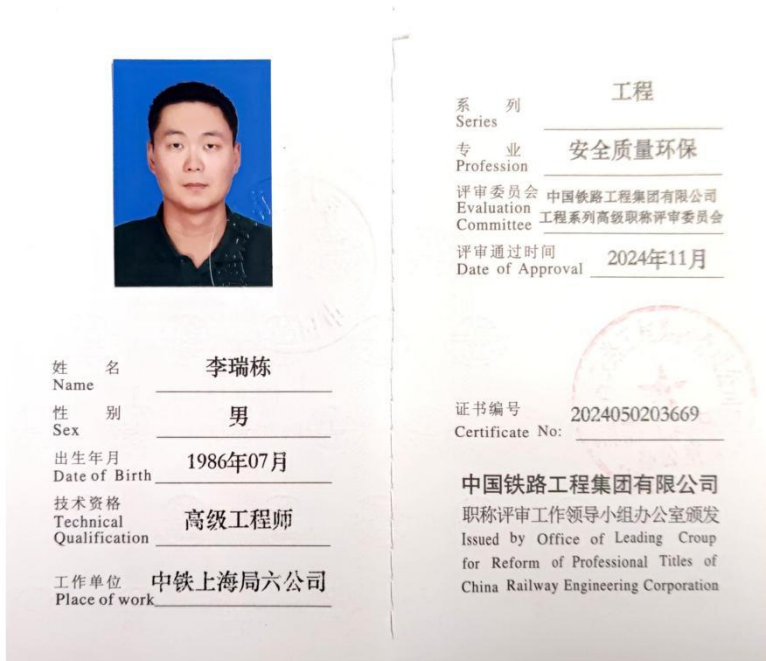 姓 名 李瑞栋
Name
性 别 男
Sex
出生年月 1986年07月
Date of Birth
技术资格
Technical 高级工程师
Qualification
工作单位 中铁上海局六公司
Place of work
系 列 工程
Series
专 业 安全质量环保
Profession
评审委员会 中国铁路工程集团有限公司
Evaluation 工程系列高级职称评审委员会
Committee
评审通过时间 2024年11月
Date of Approval
证书编号 2024050203669
Certificate No:
中国铁路工程集团有限公司
职称评审工作领导小组办公室颁发
Issued by Office of Leading Croup
for Reform of Professional Titles of
China Railway Engineering Corporation